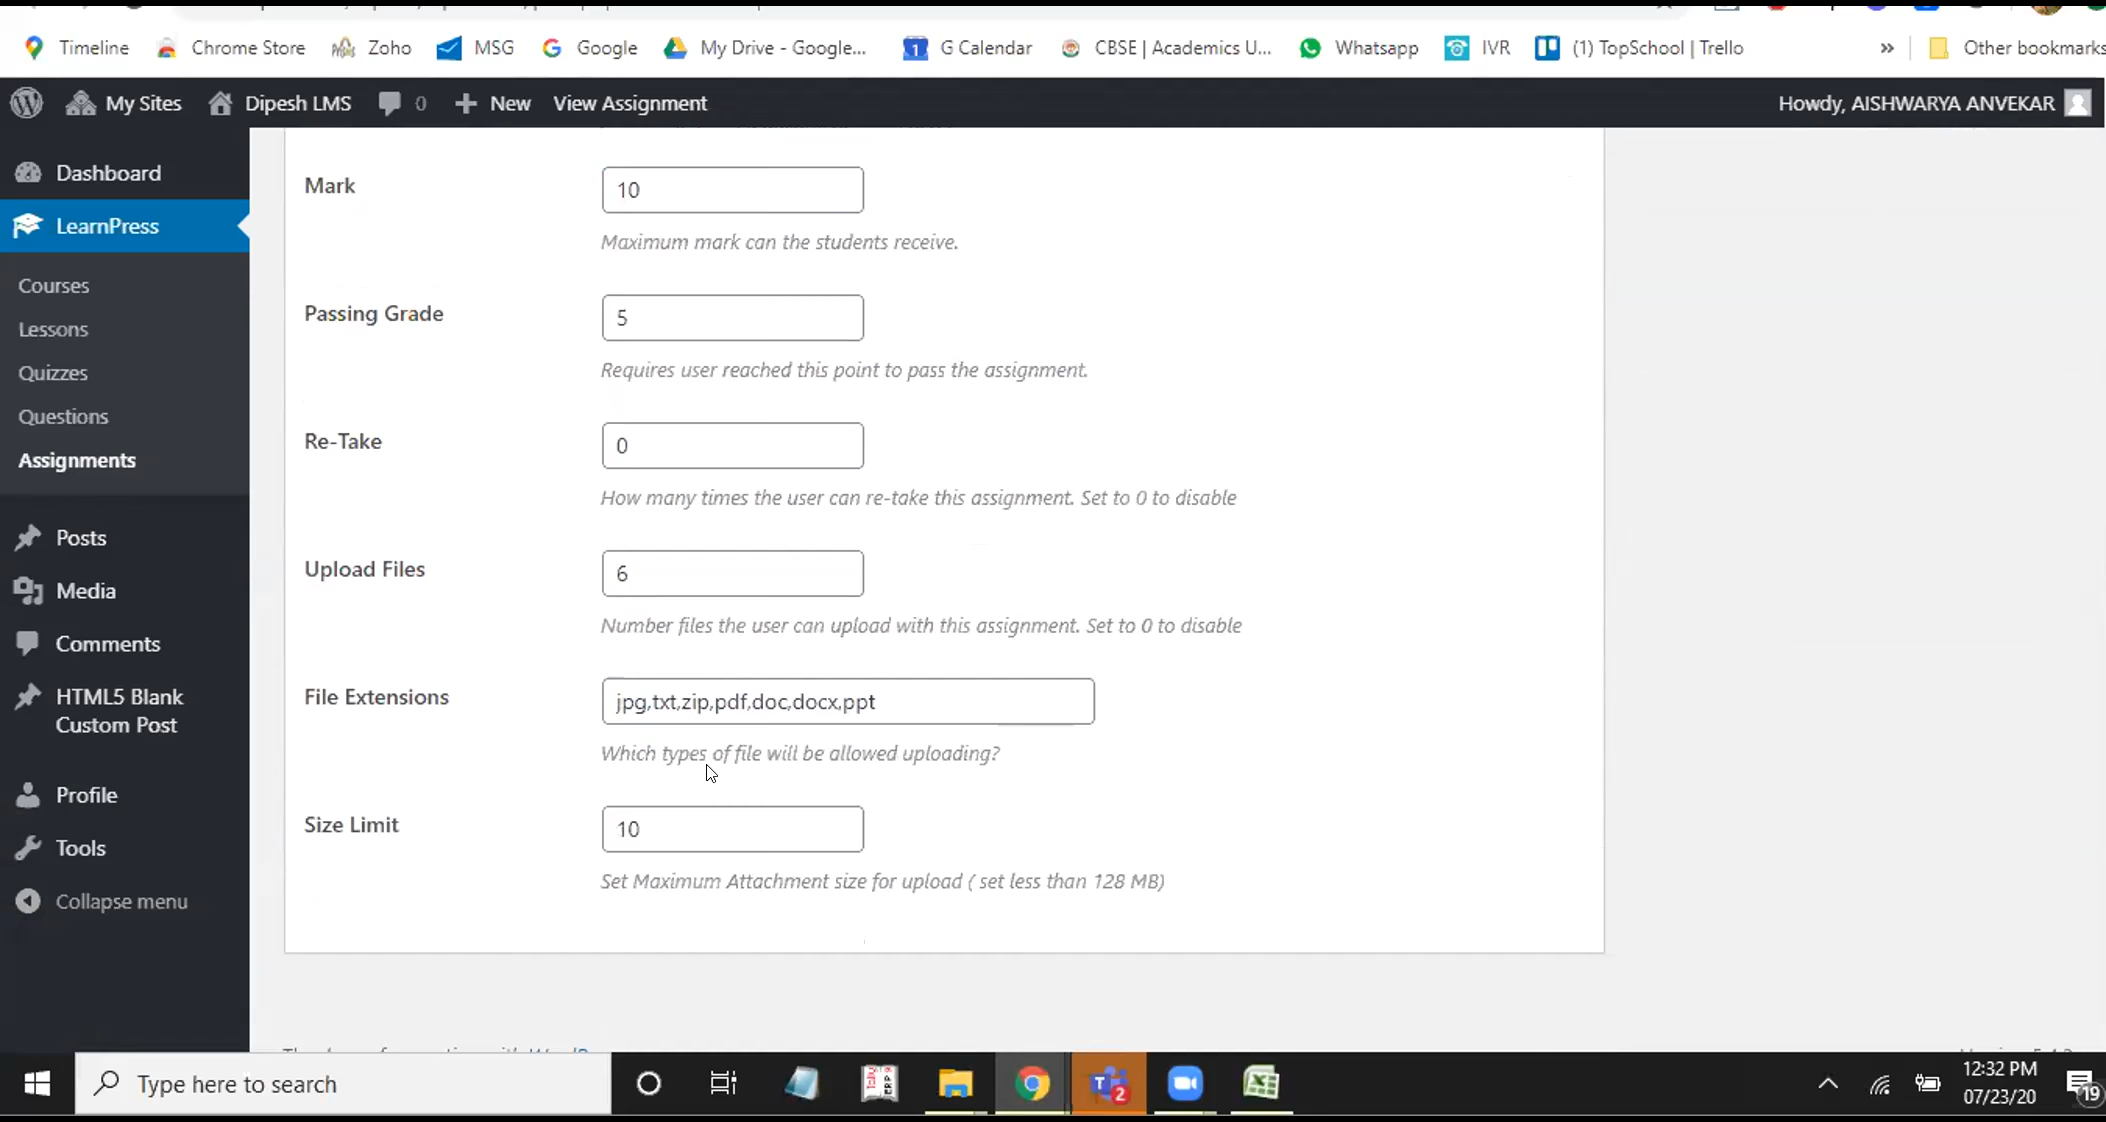 Timeline Chrome Store Zoho MSG Google My Drive - Google... G Calendar CBSE | Academics U... Whatsapp IVR (1) TopSchool | Trello » Other bookmarks
My Sites Dipesh LMS 0 + New View Assignment Howdy, AISHWARYA ANVEKAR
Dashboard
LearnPress
Courses
Lessons
Quizzes
Questions
Assignments
Posts
Media
Comments
HTML5 Blank
Custom Post
Profile
Tools
Collapse menu
Mark 10
Maximum mark can the students receive.
Passing Grade 5
Requires user reached this point to pass the assignment.
Re-Take 0
How many times the user can re-take this assignment. Set to 0 to disable
Upload Files 6
Number files the user can upload with this assignment. Set to 0 to disable
File Extensions jpg,txt,zip,pdf,doc,docx,ppt
Which types of file will be allowed uploading?
Size Limit 10
Set Maximum Attachment size for upload ( set less than 128 MB)
Type here to search
2
12:32 PM
07/23/20
19